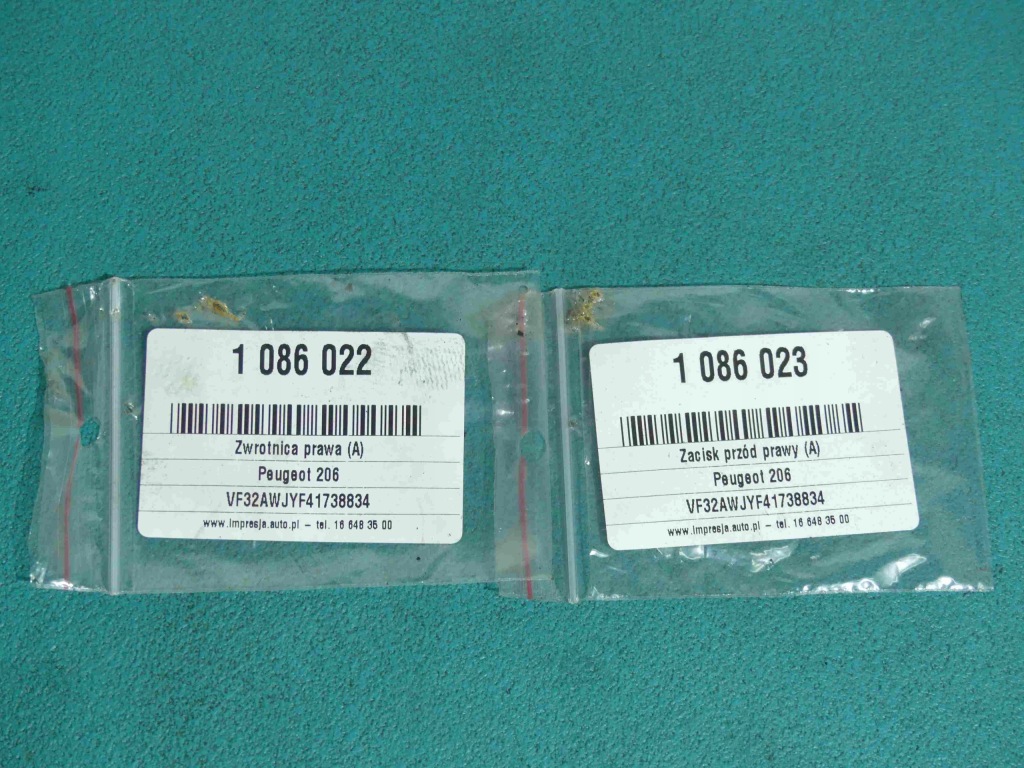 1 086 022
Zwrotnica prawa (A)
Peugeot 206
VF32AWJYF41738834
www.impresja.auto.pl – tel. 16 648 35 00
1 086 023
Zacisk przód prawy (A)
Peugeot 206
VF32AWJYF41738834
www.impresja.auto.pl – tel. 16 648 35 00